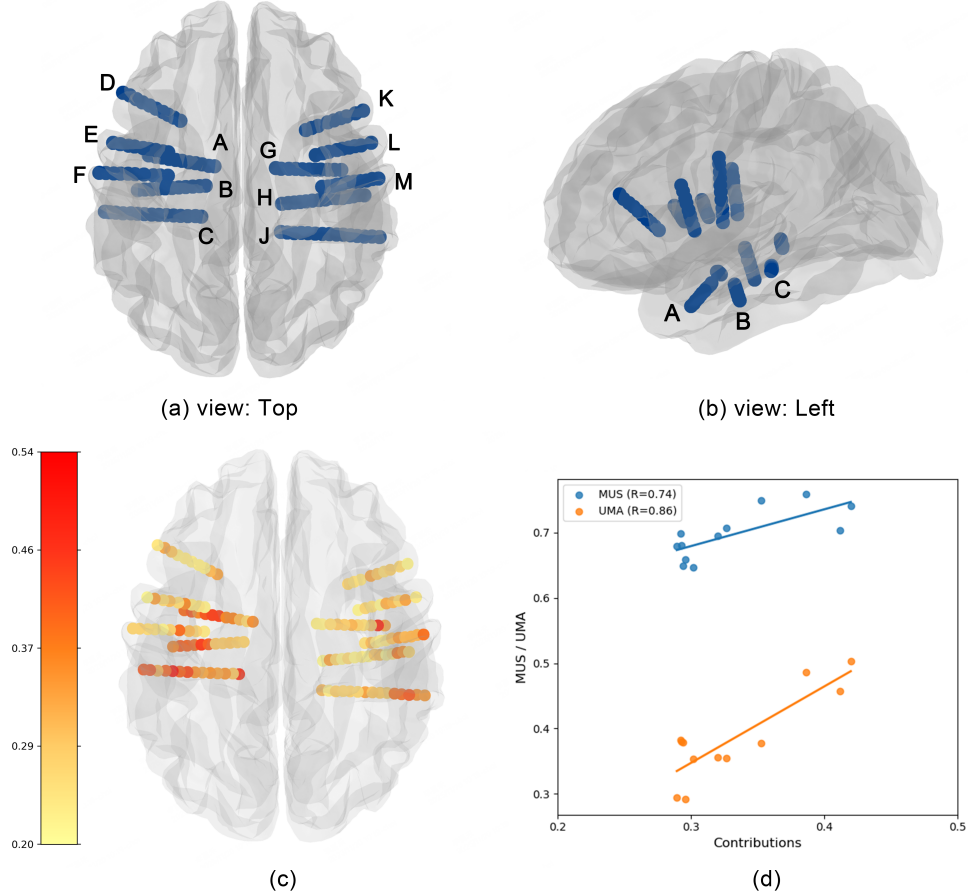 D
K
E
A
L
G
F
M
B
H
C
J
A
B
C
(a) view: Top
(b) view: Left
0.54
0.46
0.37
0.29
0.20
(c)
MUS (R=0.74)
UMA (R=0.86)
MUS / UMA
0.7
0.6
0.5
0.4
0.3
0.2
0.3
0.4
0.5
Contributions
(d)